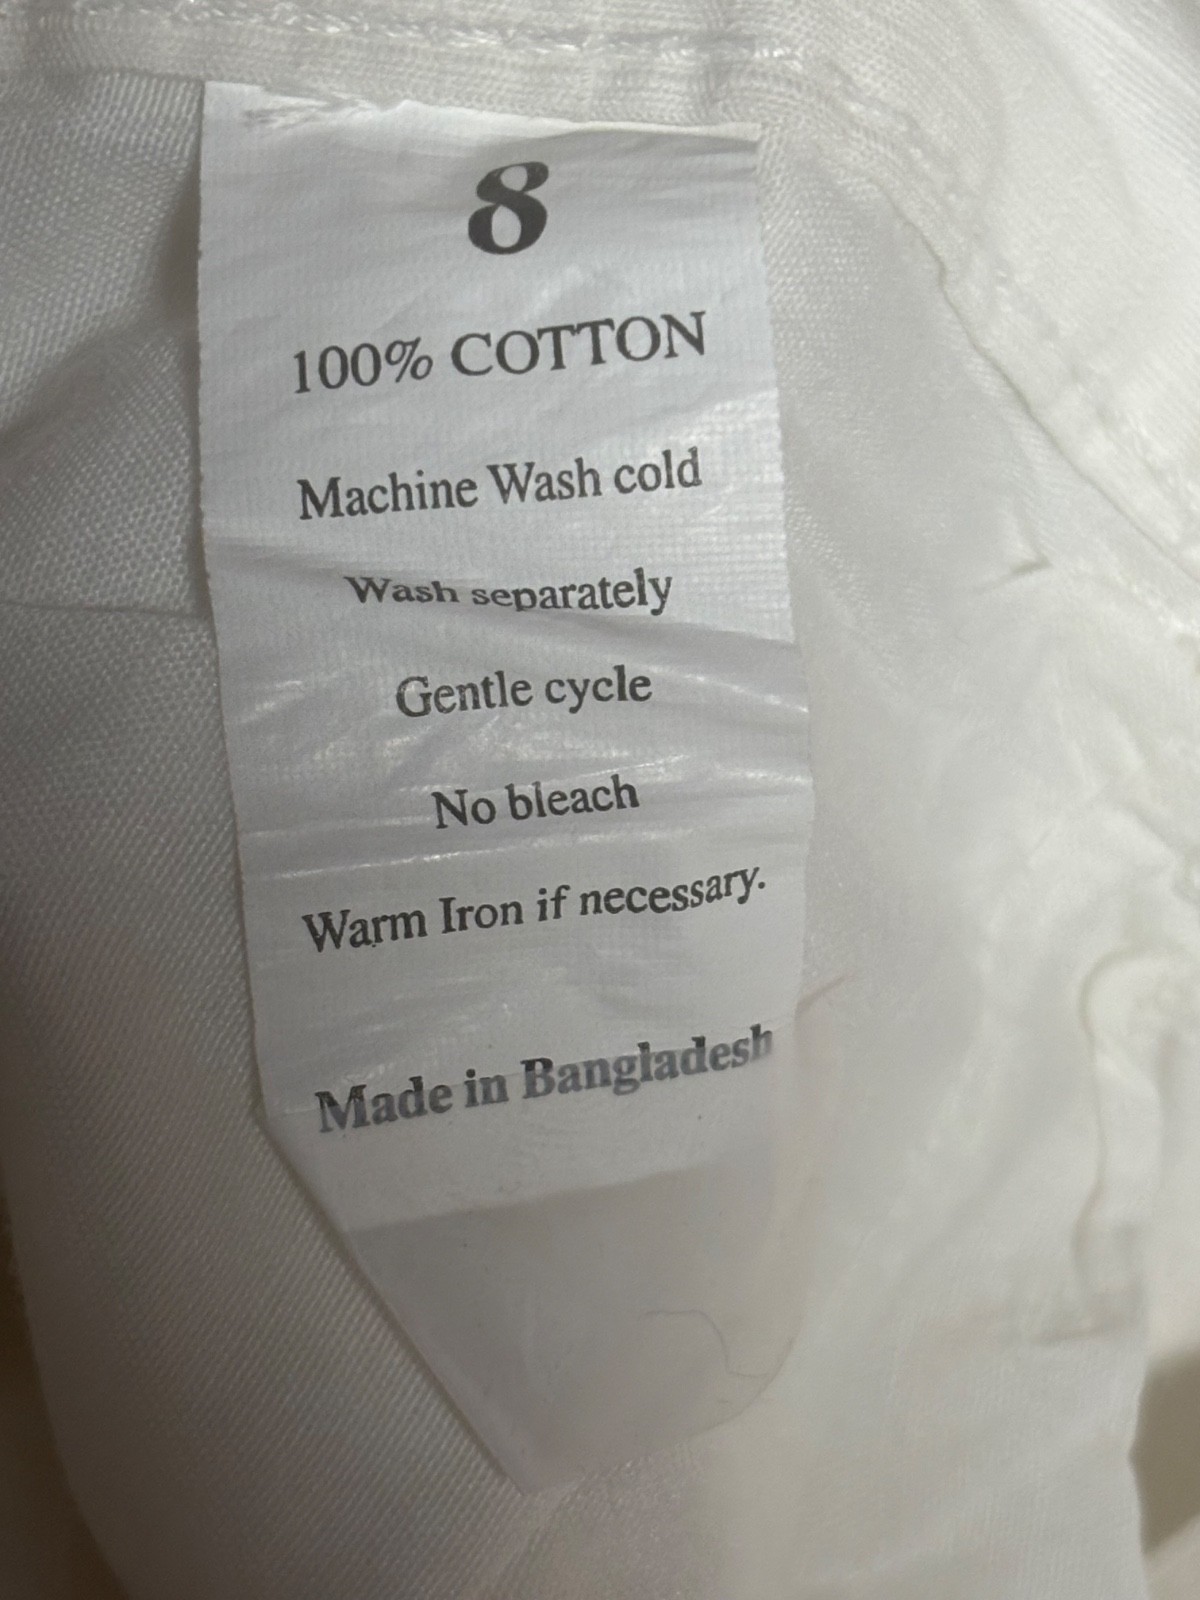 8
100% COTTON
Machine Wash cold
Wash separately
Gentle cycle
No bleach
Warm Iron if necessary.
Made in Bangladesh